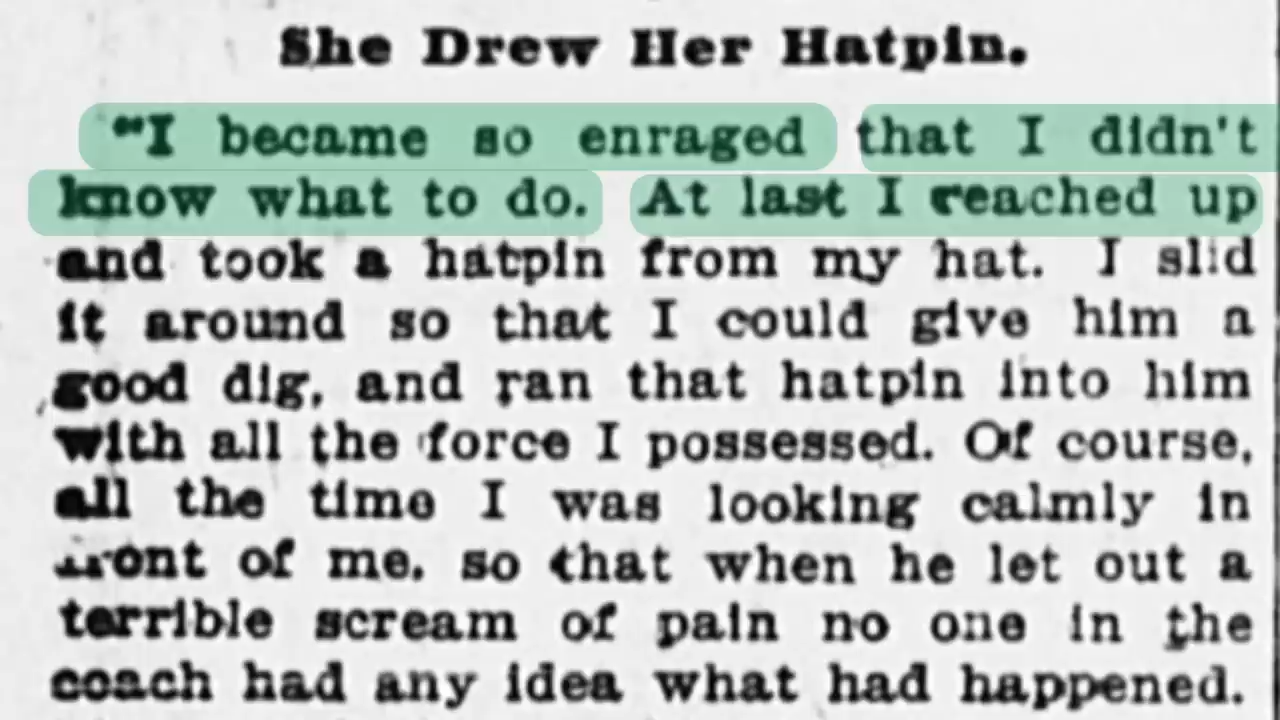 She Drew Her Hatpin.
"I became so enraged that I didn't
know what to do. At last I reached up
and took a hatpin from my hat. I slid
it around so that I could give him a
good dig, and ran that hatpin into him
with all the force I possessed. Of course,
all the time I was looking calmly in
front of me, so that when he let out a
terrible scream of pain no one in the
coach had any idea what had happened.